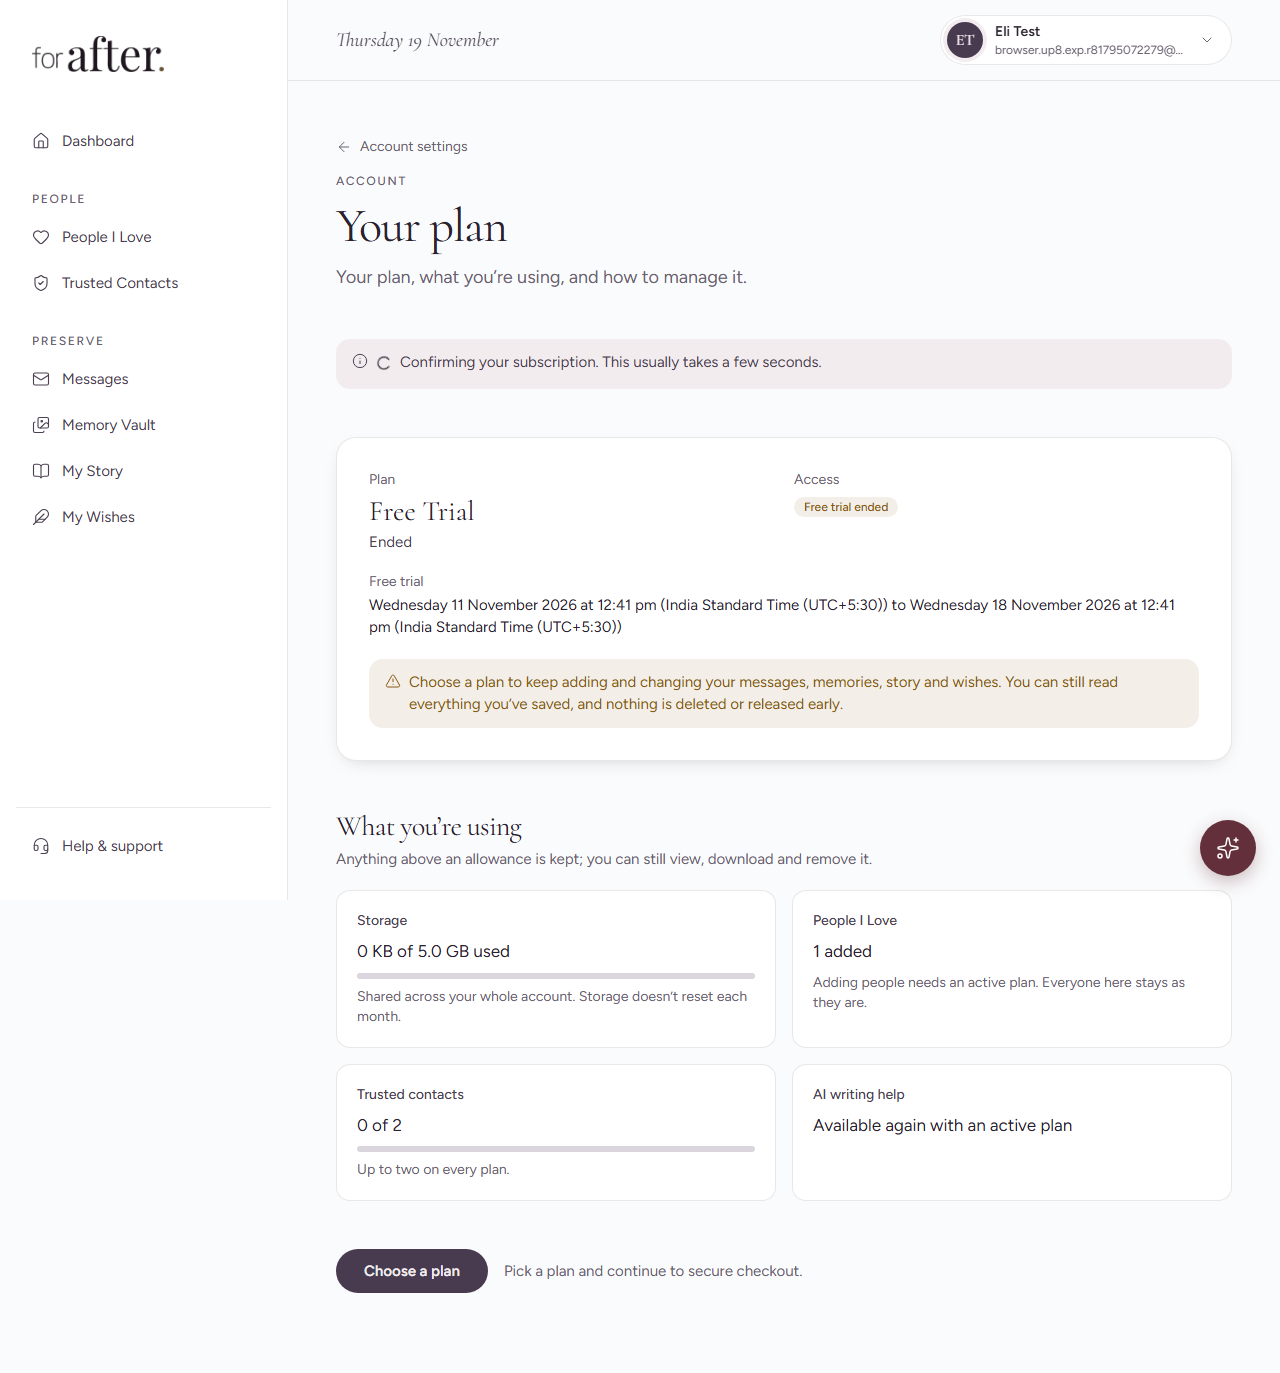 for after.
Thursday 19 November
ET
Eli Test
browser.up8.exp.r81795072279@...
Dashboard
PEOPLE
People I Love
Trusted Contacts
PRESERVE
Messages
Memory Vault
My Story
My Wishes
Help & support
Account settings
ACCOUNT
Your plan
Your plan, what you’re using, and how to manage it.
Confirming your subscription. This usually takes a few seconds.
Plan
Free Trial
Ended
Access
Free trial ended
Free trial
Wednesday 11 November 2026 at 12:41 pm (India Standard Time (UTC+5:30)) to Wednesday 18 November 2026 at 12:41
pm (India Standard Time (UTC+5:30))
Choose a plan to keep adding and changing your messages, memories, story and wishes. You can still read
everything you’ve saved, and nothing is deleted or released early.
What you’re using
Anything above an allowance is kept; you can still view, download and remove it.
Storage
0 KB of 5.0 GB used
Shared across your whole account. Storage doesn’t reset each
month.
People I Love
1 added
Adding people needs an active plan. Everyone here stays as
they are.
Trusted contacts
0 of 2
Up to two on every plan.
AI writing help
Available again with an active plan
Choose a plan
Pick a plan and continue to secure checkout.